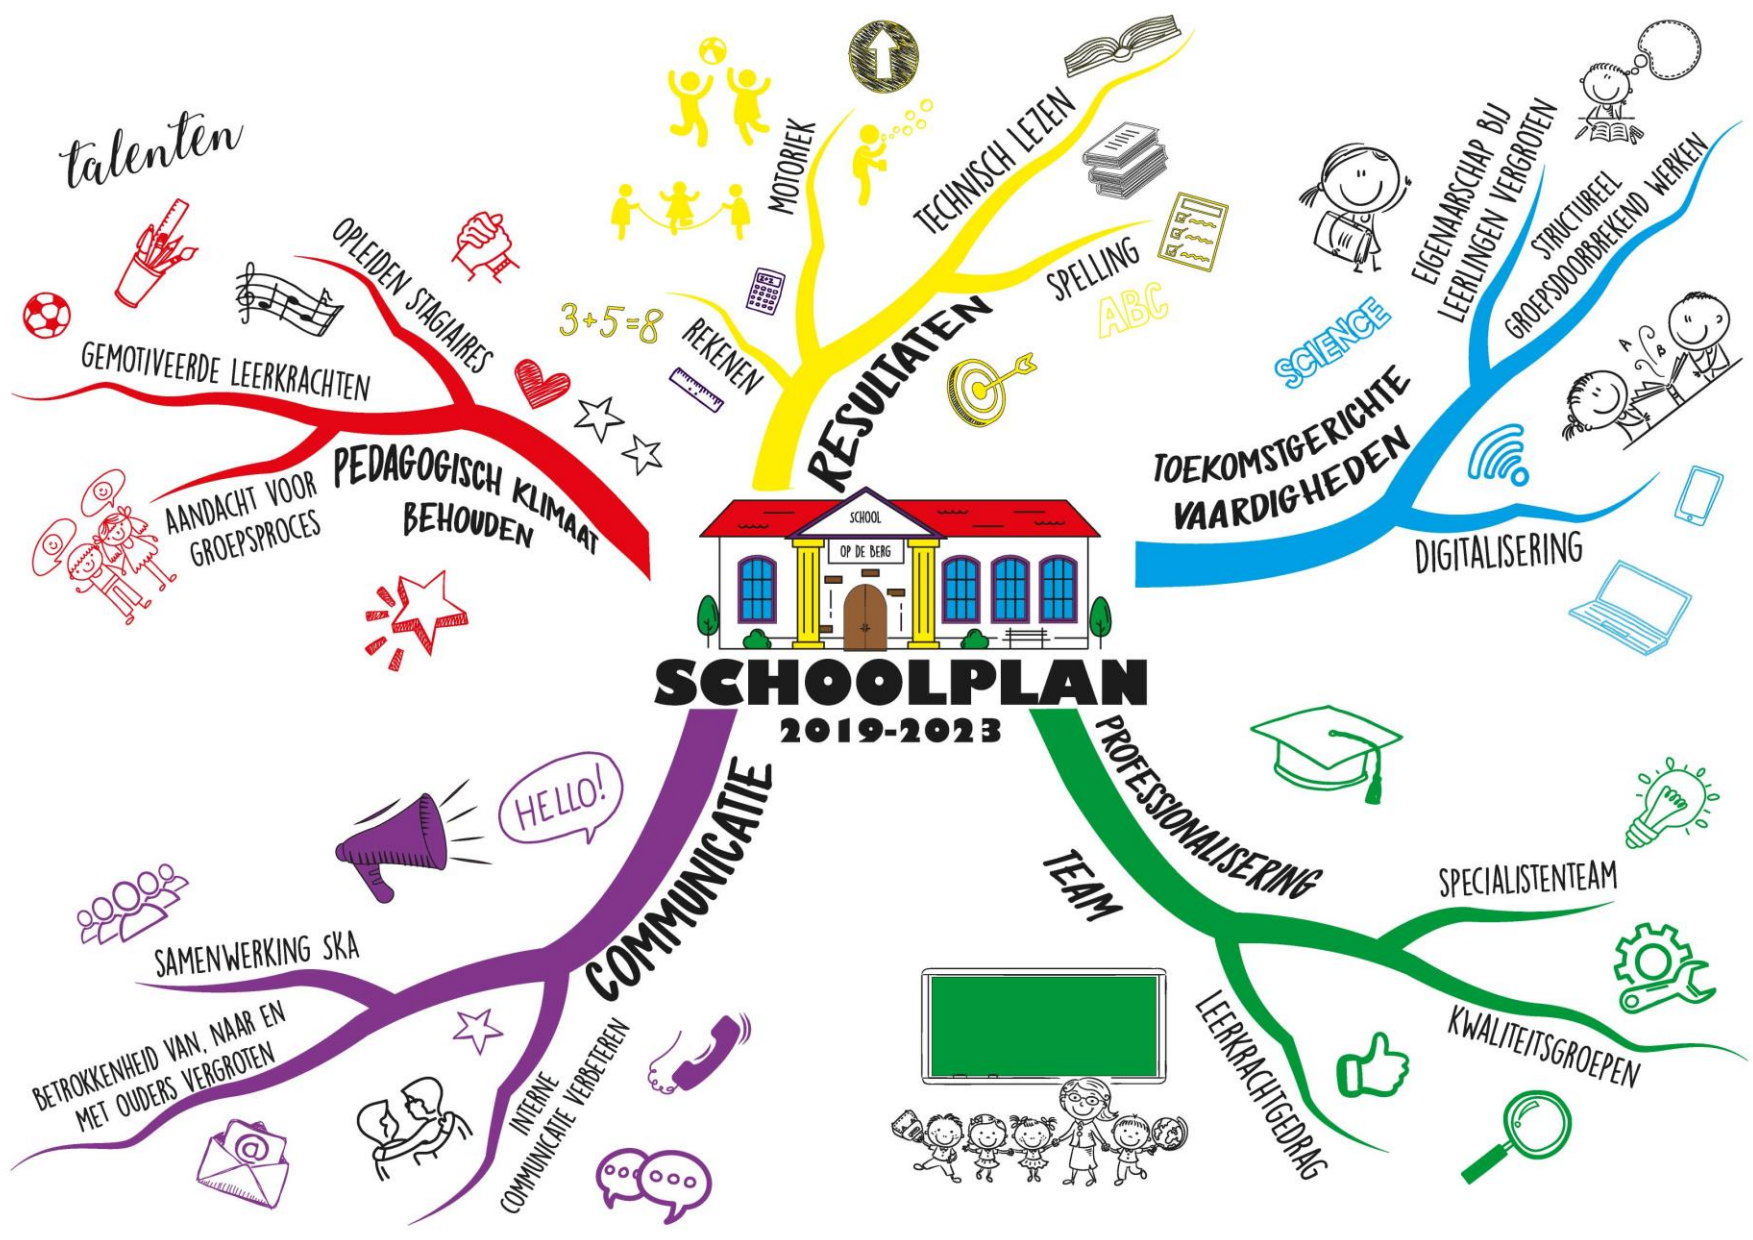 talenten
OPLEIDEN STAGIAIRES
GEMOTIVEERDE LEERKRACHTEN
AANDACHT VOOR
GROEPSPROCES
PEDAGOGISCH KLIMAAT
BEHOUDEN
MOTORIEK
TECHNISCH LEZEN
SPELLING
ABC
3+5=8
2+2
REKENEN
RESULTATEN
EIGENAARSCHAP BIJ
LEERLINGEN VERGROTEN
STRUCTUREEL
GROEPSDOORBREKEND WERKEN
SCIENCE
A
B
TOEKOMSTGERICHTE
VAARDIGHEDEN
DIGITALISERING
SCHOOL
OP DE BERG
SCHOOLPLAN
2019-2023
HELLO!
COMMUNICATIE
SAMENWERKING SKA
BETROKKENHEID VAN, NAAR EN
MET OUDERS VERGROTEN
@
INTERNE
COMMUNICATIE VERBETEREN
PROFESSIONALISERING
TEAM
SPECIALISTENTEAM
KWALITEITSGROEPEN
LEERKRACHTGEDRAG